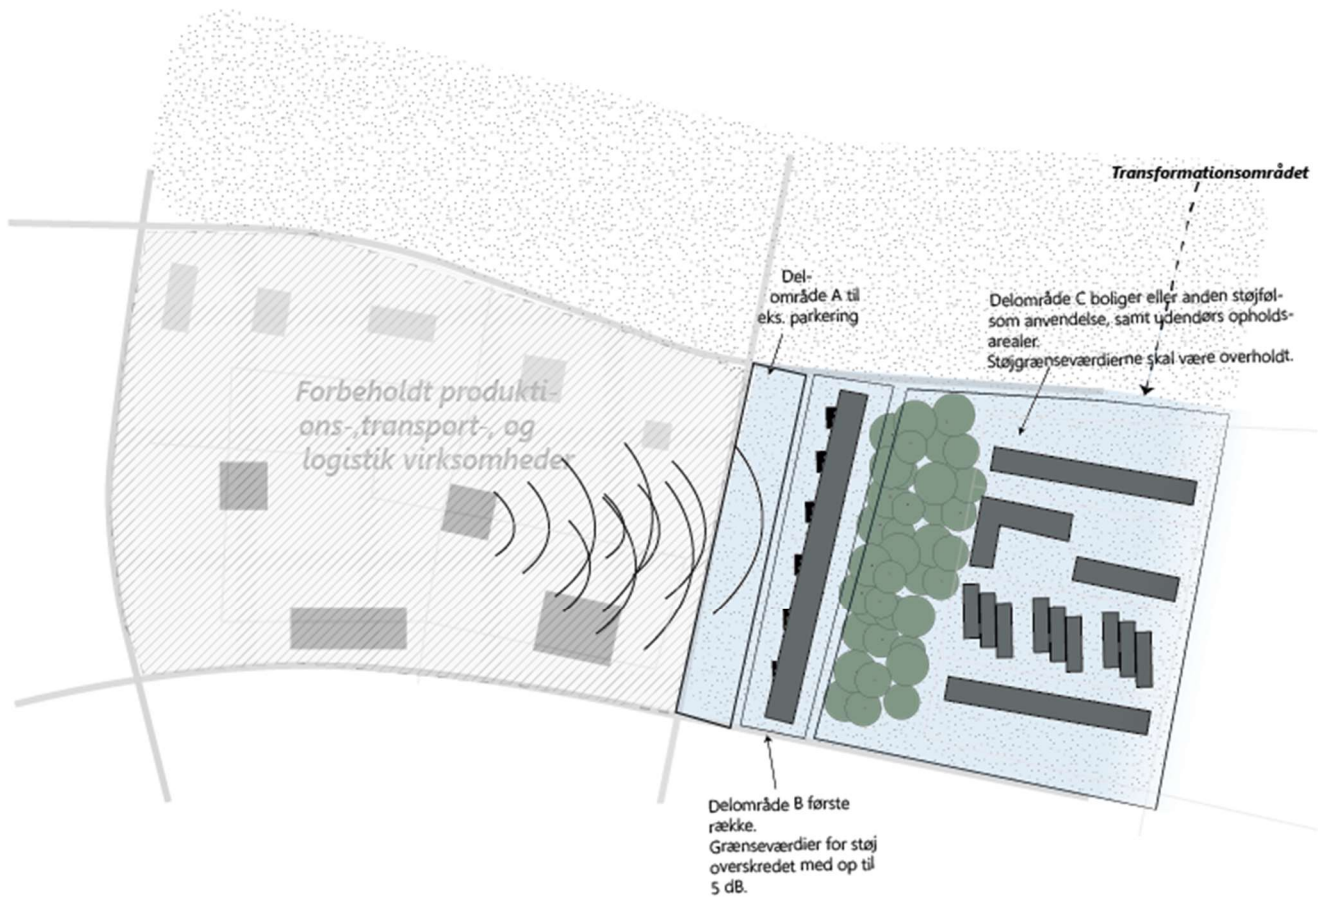 Transformationsområdet
Del-
område A til
eks. parkering
Delområde C boliger eller anden støjføl-
som anvendelse, samt udendørs opholds-
arealer.
Støjgrænseværdierne skal være overholdt.
Forbeholdt produkti-
ons-,transport-, og
logistik virksomheder
Delområde B første
række.
Grænseværdier for støj
overskredet med op til
5 dB.